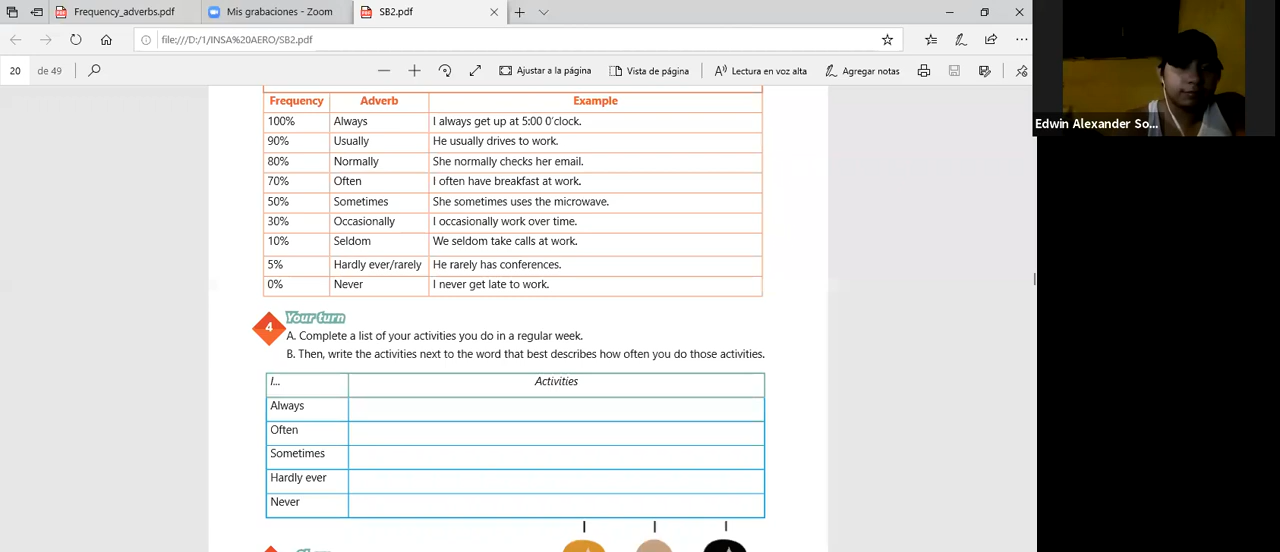 Frequency_adverbs.pdf Mis grabaciones - Zoom SB2.pdf
file:///D:/1/INSA%20AERO/SB2.pdf
20 de 49 Ajustar a la página Vista de página Lectura en voz alta Agregar notas
Edwin Alexander So...
Frequency Adverb Example
100% Always I always get up at 5:00 0'clock.
90% Usually He usually drives to work.
80% Normally She normally checks her email.
70% Often I often have breakfast at work.
50% Sometimes She sometimes uses the microwave.
30% Occasionally I occasionally work over time.
10% Seldom We seldom take calls at work.
5% Hardly ever/rarely He rarely has conferences.
0% Never I never get late to work.
4 Your turn
A. Complete a list of your activities you do in a regular week.
B. Then, write the activities next to the word that best describes how often you do those activities.
I... Activities
Always
Often
Sometimes
Hardly ever
Never